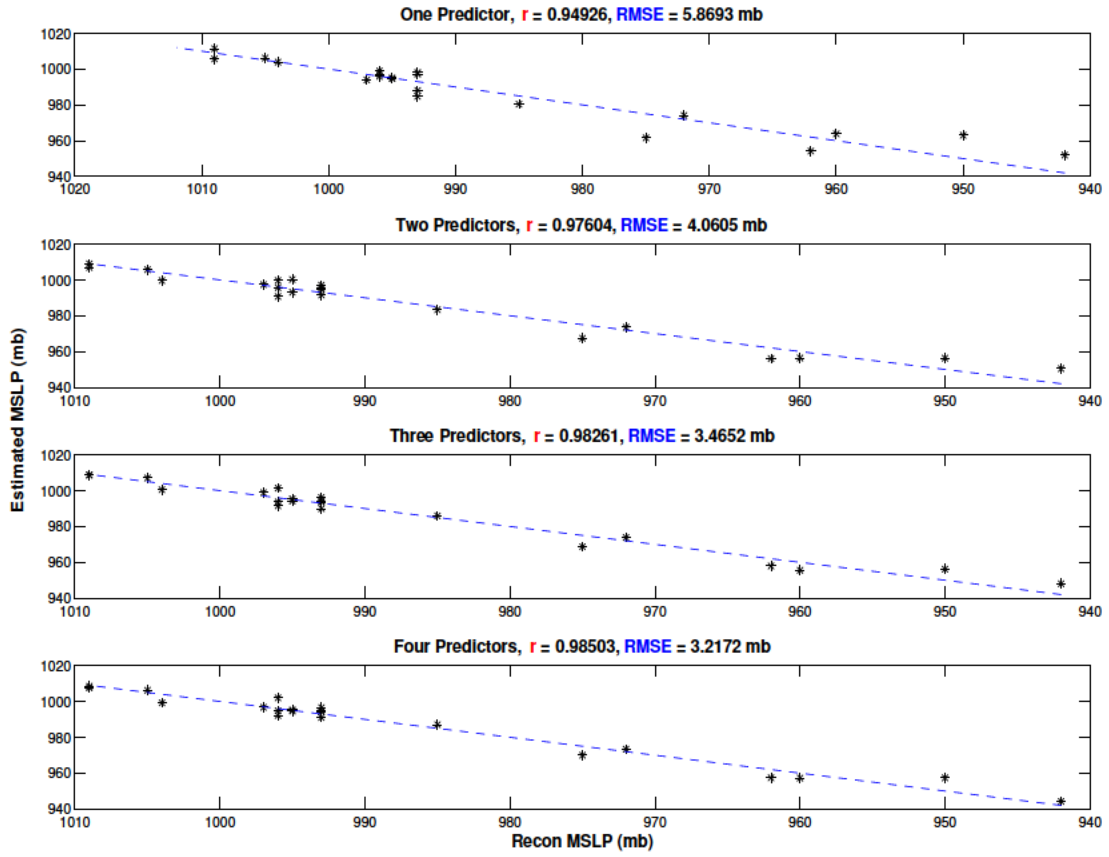 One Predictor, r = 0.94926, RMSE = 5.8693 mb
1020
1000
980
960
940
1020 1010 1000 990 980 970 960 950 940
Two Predictors, r = 0.97604, RMSE = 4.0605 mb
1020
1000
980
960
940
1010 1000 990 980 970 960 950 940
Estimated MSLP (mb)
Three Predictors, r = 0.98261, RMSE = 3.4652 mb
1020
1000
980
960
940
1010 1000 990 980 970 960 950 940
Four Predictors, r = 0.98503, RMSE = 3.2172 mb
1020
1000
980
960
940
1010 1000 990 980 970 960 950 940
Recon MSLP (mb)